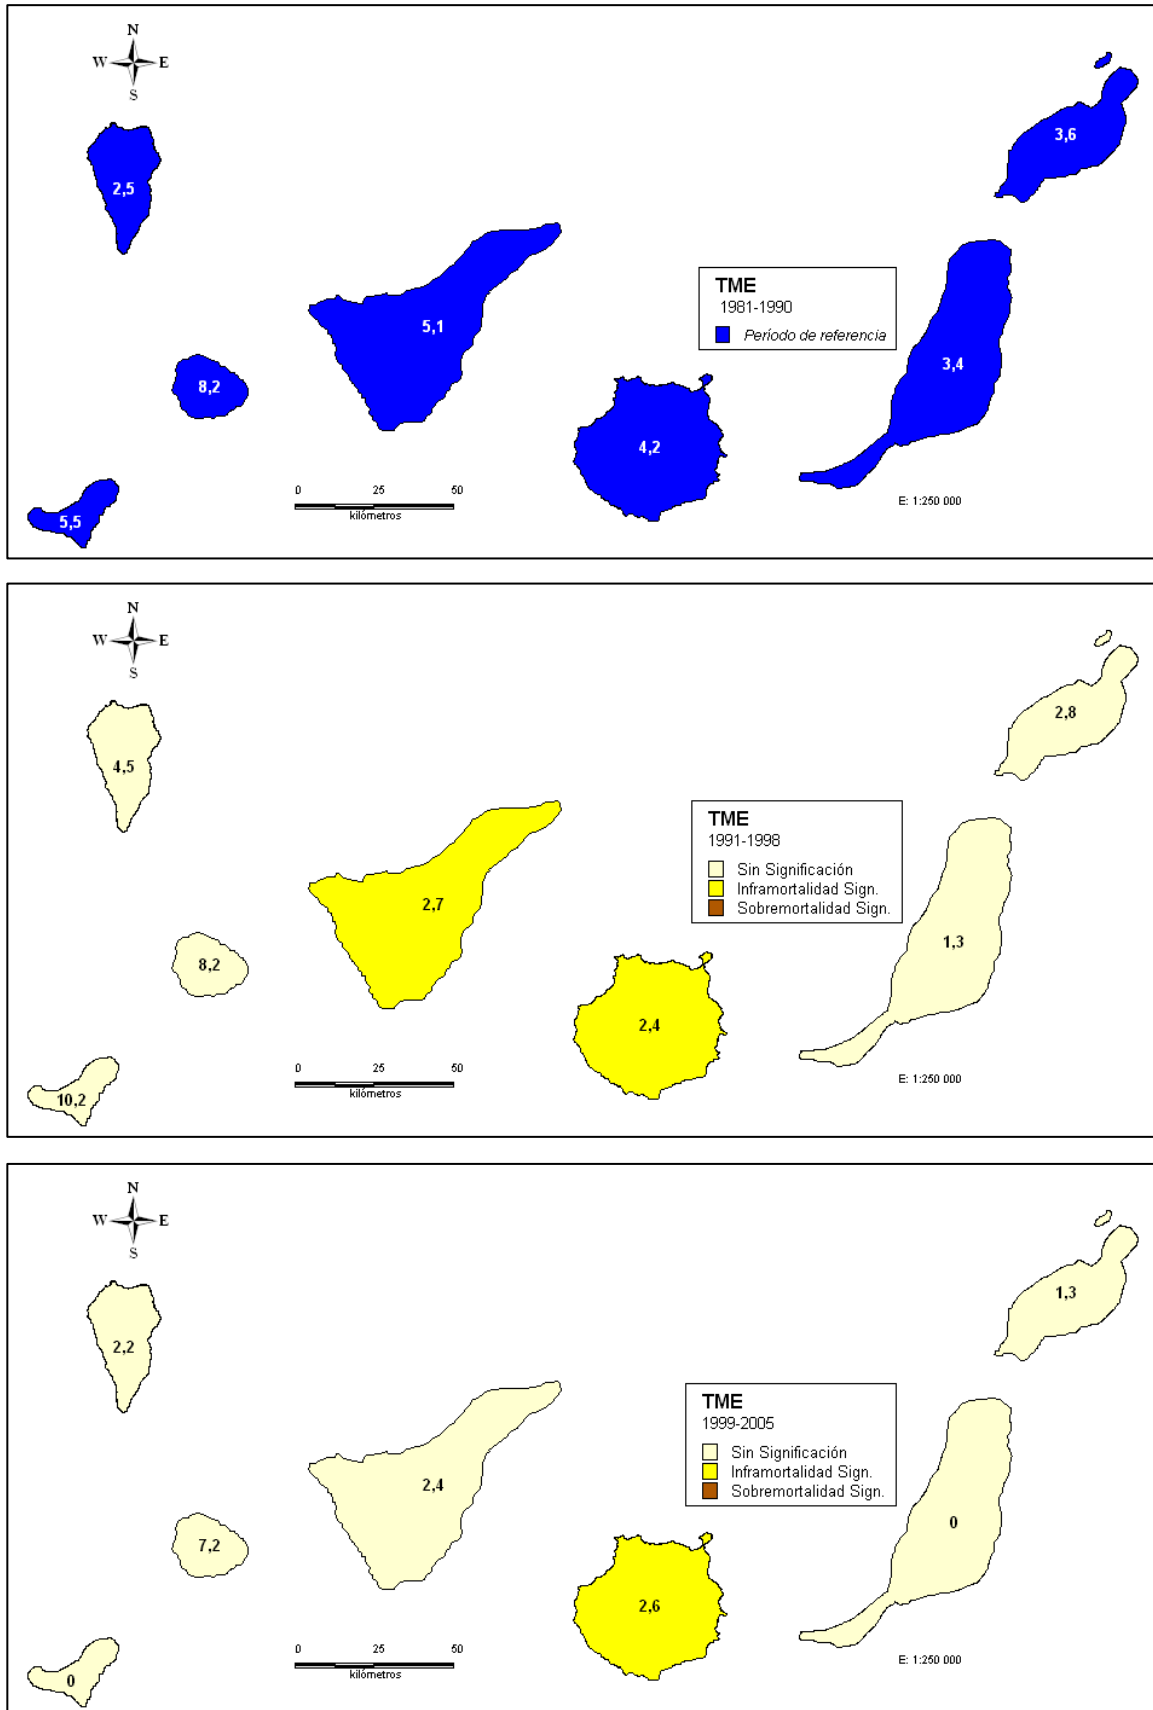 N
W E
S
3,6
2,5
TME
1981-1990
Período de referencia
5,1
3,4
8,2
4,2
0 25 50
kilómetros
E: 1:250 000
5,5
N
W E
S
2,8
4,5
TME
1991-1998
Sin Significación
Inframortalidad Sign.
Sobremortalidad Sign.
2,7
1,3
8,2
2,4
0 25 50
kilómetros
E: 1:250 000
10,2
N
W E
S
1,3
2,2
TME
1999-2005
Sin Significación
Inframortalidad Sign.
Sobremortalidad Sign.
2,4
0
7,2
2,6
0 25 50
kilómetros
E: 1:250 000
0